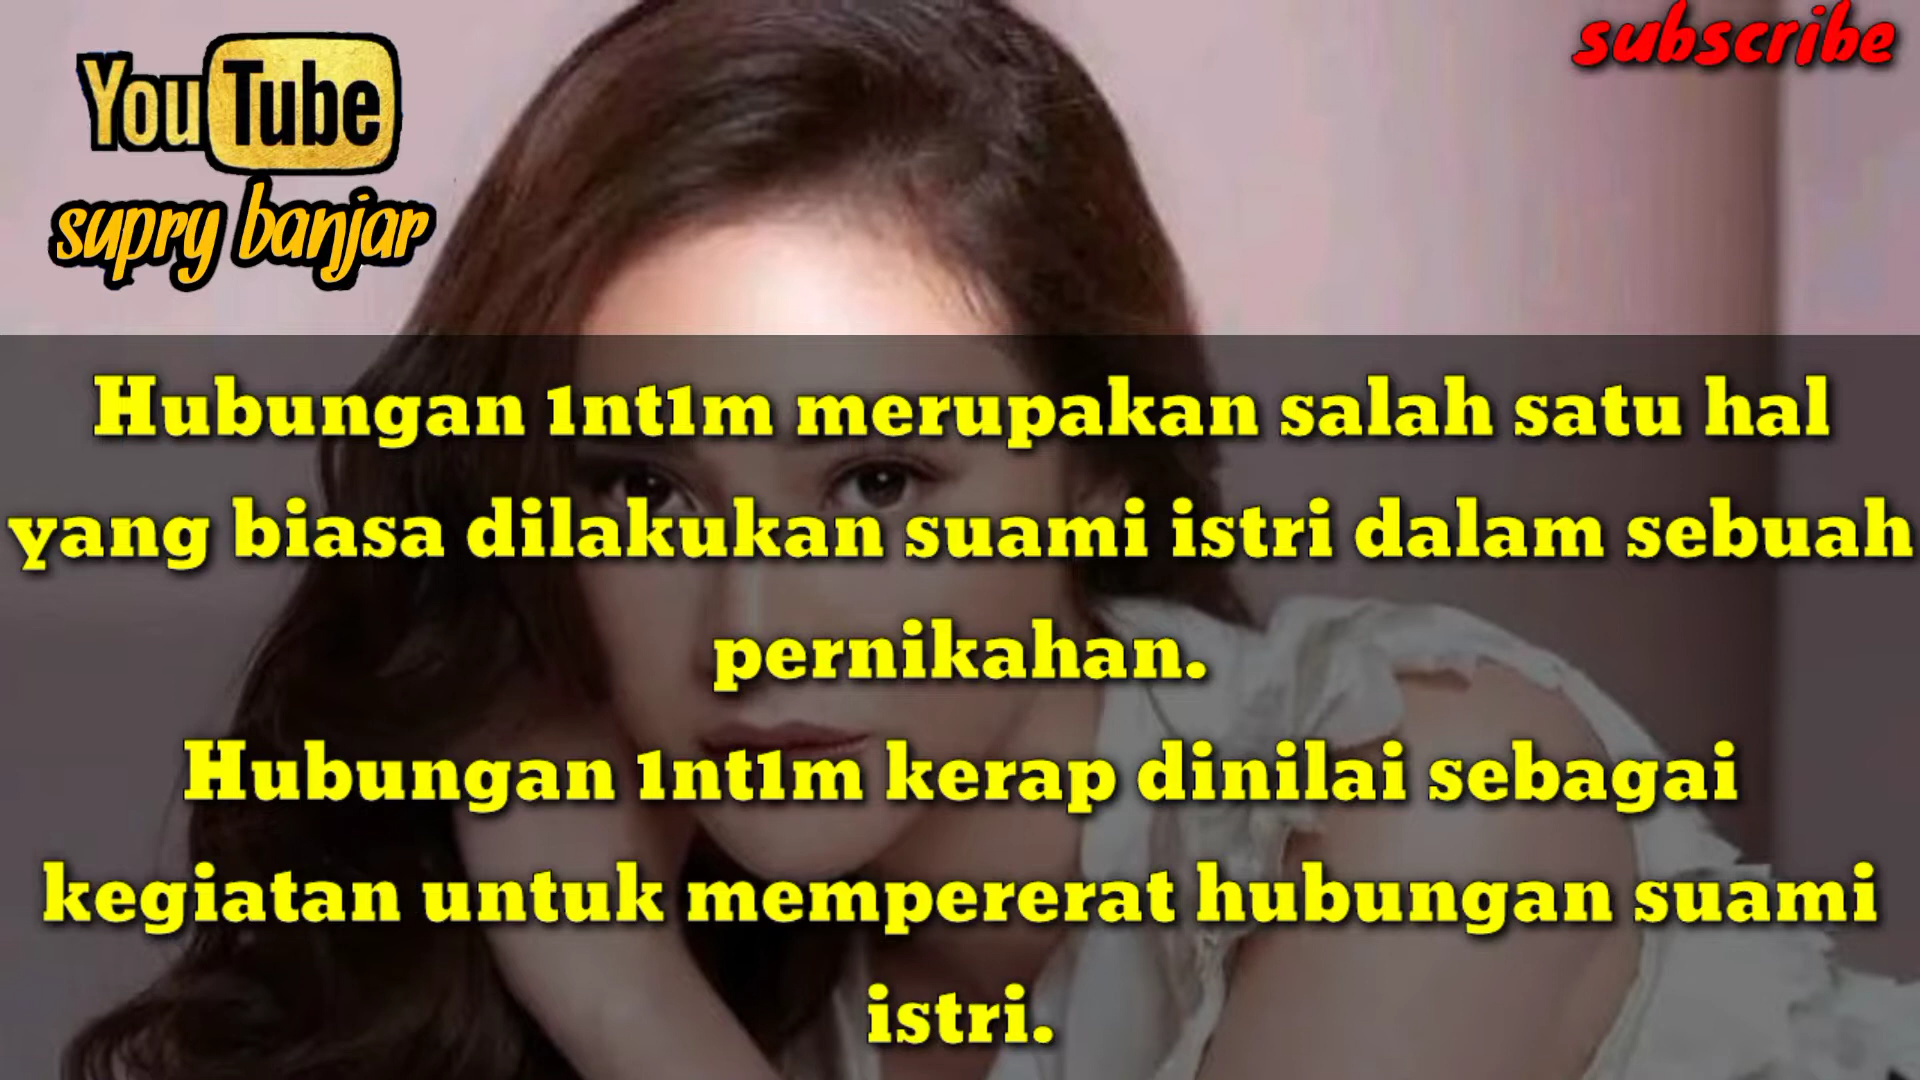 YouTube
supry banjar
subscribe
Hubungan 1nt1m merupakan salah satu hal
yang biasa dilakukan suami istri dalam sebuah
pernikahan.
Hubungan 1nt1m kerap dinilai sebagai
kegiatan untuk mempererat hubungan suami
istri.